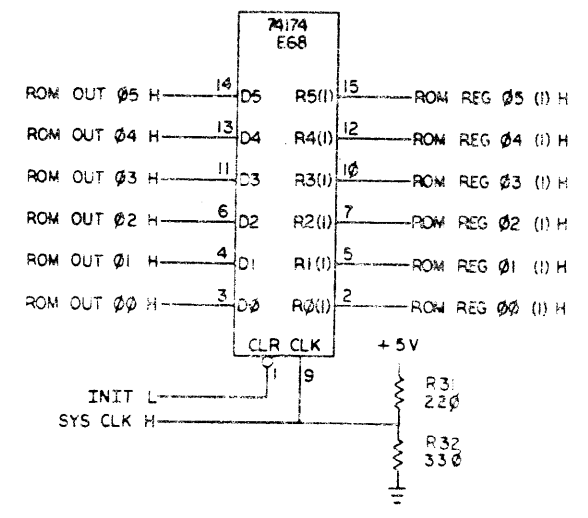 74174
E68
ROM OUT Ø5 H 14 D5 R5(1) 15 ROM REG Ø5 (1) H
ROM OUT Ø4 H 13 D4 R4(1) 12 ROM REG Ø4 (1) H
ROM OUT Ø3 H 11 D3 R3(1) 1Ø ROM REG Ø3 (1) H
ROM OUT Ø2 H 6 D2 R2(1) 7 ROM REG Ø2 (1) H
ROM OUT Ø1 H 4 D1 R1(1) 5 ROM REG Ø1 (1) H
ROM OUT ØØ H 3 DØ RØ(1) 2 ROM REG ØØ (1) H
CLR CLK
+5V
1 9
INIT L
SYS CLK H
R31
22Ø
R32
33Ø